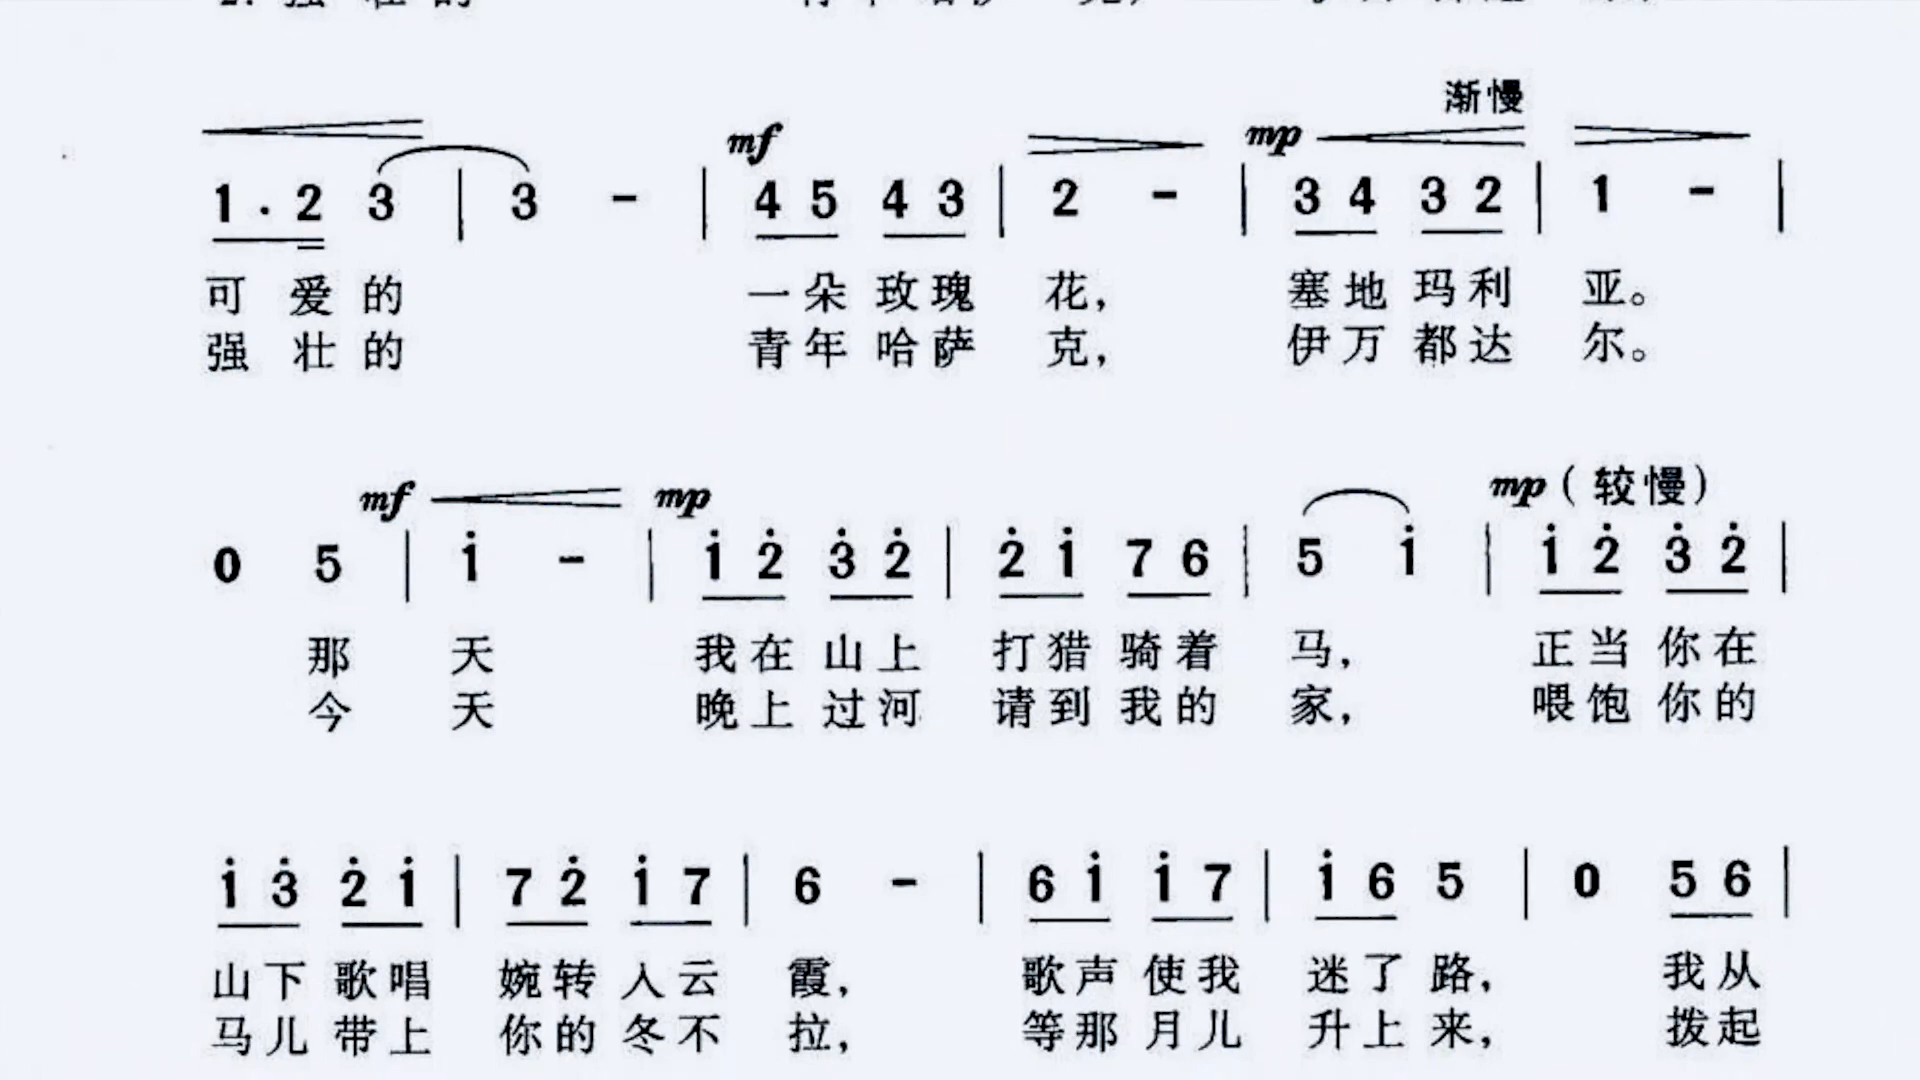 渐慢
mf mp
1·2 3 | 3 - | 4 5 4 3 | 2 - | 3 4 3 2 | 1 - |
可爱的 一朵玫瑰花， 塞地玛利亚。
强壮的 青年哈萨克， 伊万都达尔。
mf mp mp（较慢）
0 5 | i̇ - | i̇ 2̇ 3̇ 2̇ | 2̇ i̇ 7 6 | 5 i̇ | i̇ 2̇ 3̇ 2̇ |
那天 我在山上 打猎骑着马， 正当你在
今天 晚上过河 请到我的家， 喂饱你的
i̇ 3̇ 2̇ i̇ | 7 2̇ i̇ 7 | 6 - | 6 i̇ i̇ 7 | i̇ 6 5 | 0 5 6 |
山下歌唱 婉转入云霞， 歌声使我 迷了路， 我从
马儿带上 你的冬不拉， 等那月儿 升上来， 拨起